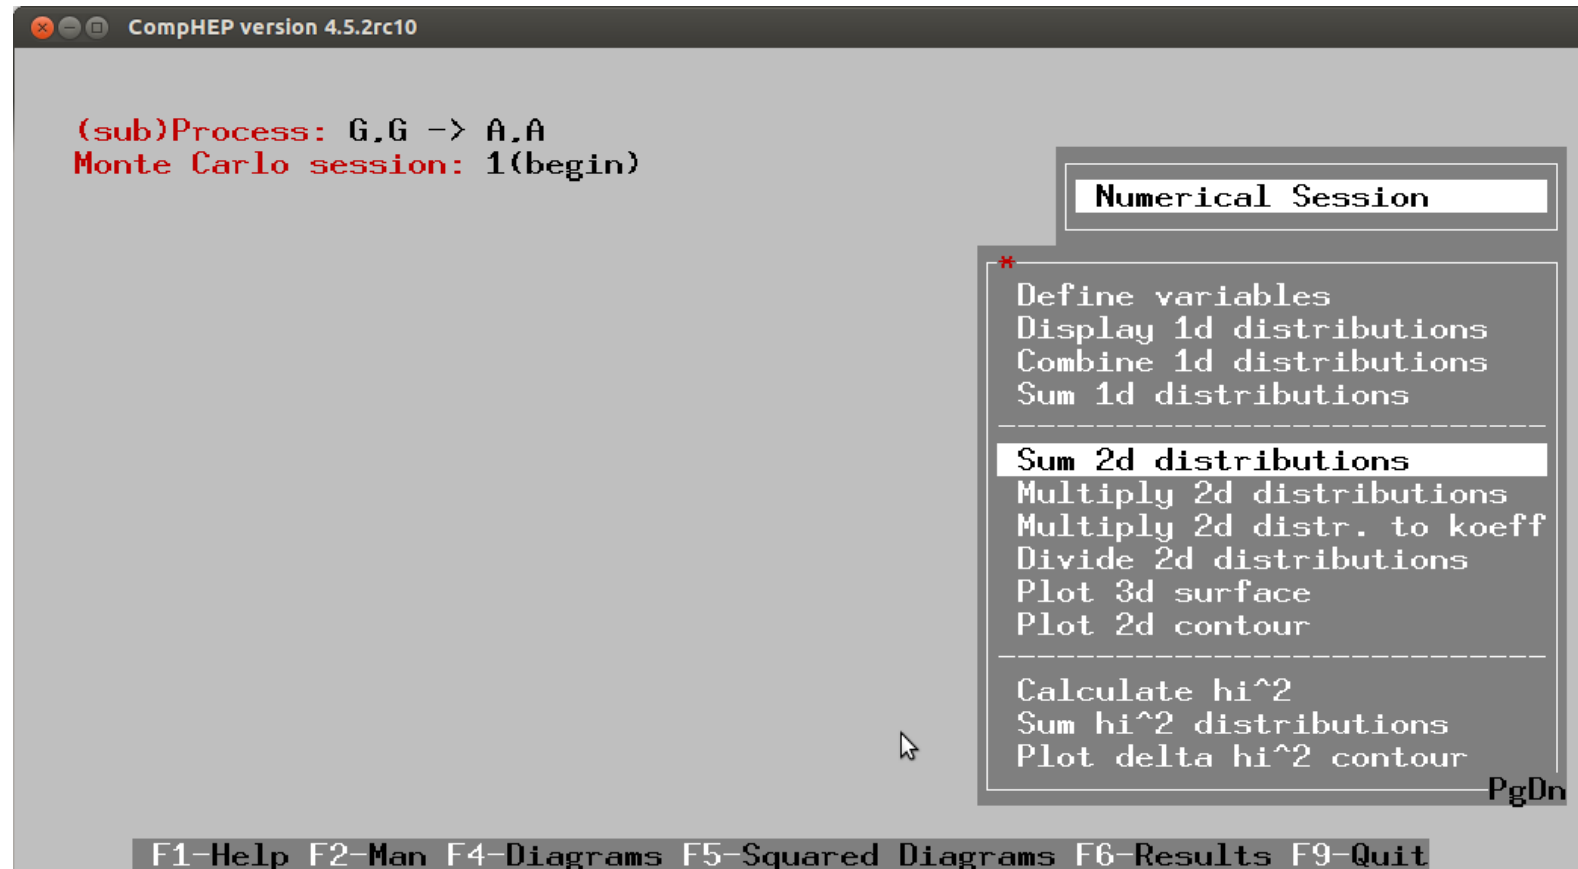 CompHEP version 4.5.2rc10
(sub)Process: G,G -> A,A
Monte Carlo session: 1(begin)
Numerical Session
*
Define variables
Display 1d distributions
Combine 1d distributions
Sum 1d distributions
Sum 2d distributions
Multiply 2d distributions
Multiply 2d distr. to koeff
Divide 2d distributions
Plot 3d surface
Plot 2d contour
Calculate hi^2
Sum hi^2 distributions
Plot delta hi^2 contour
PgDn
F1-Help F2-Man F4-Diagrams F5-Squared Diagrams F6-Results F9-Quit